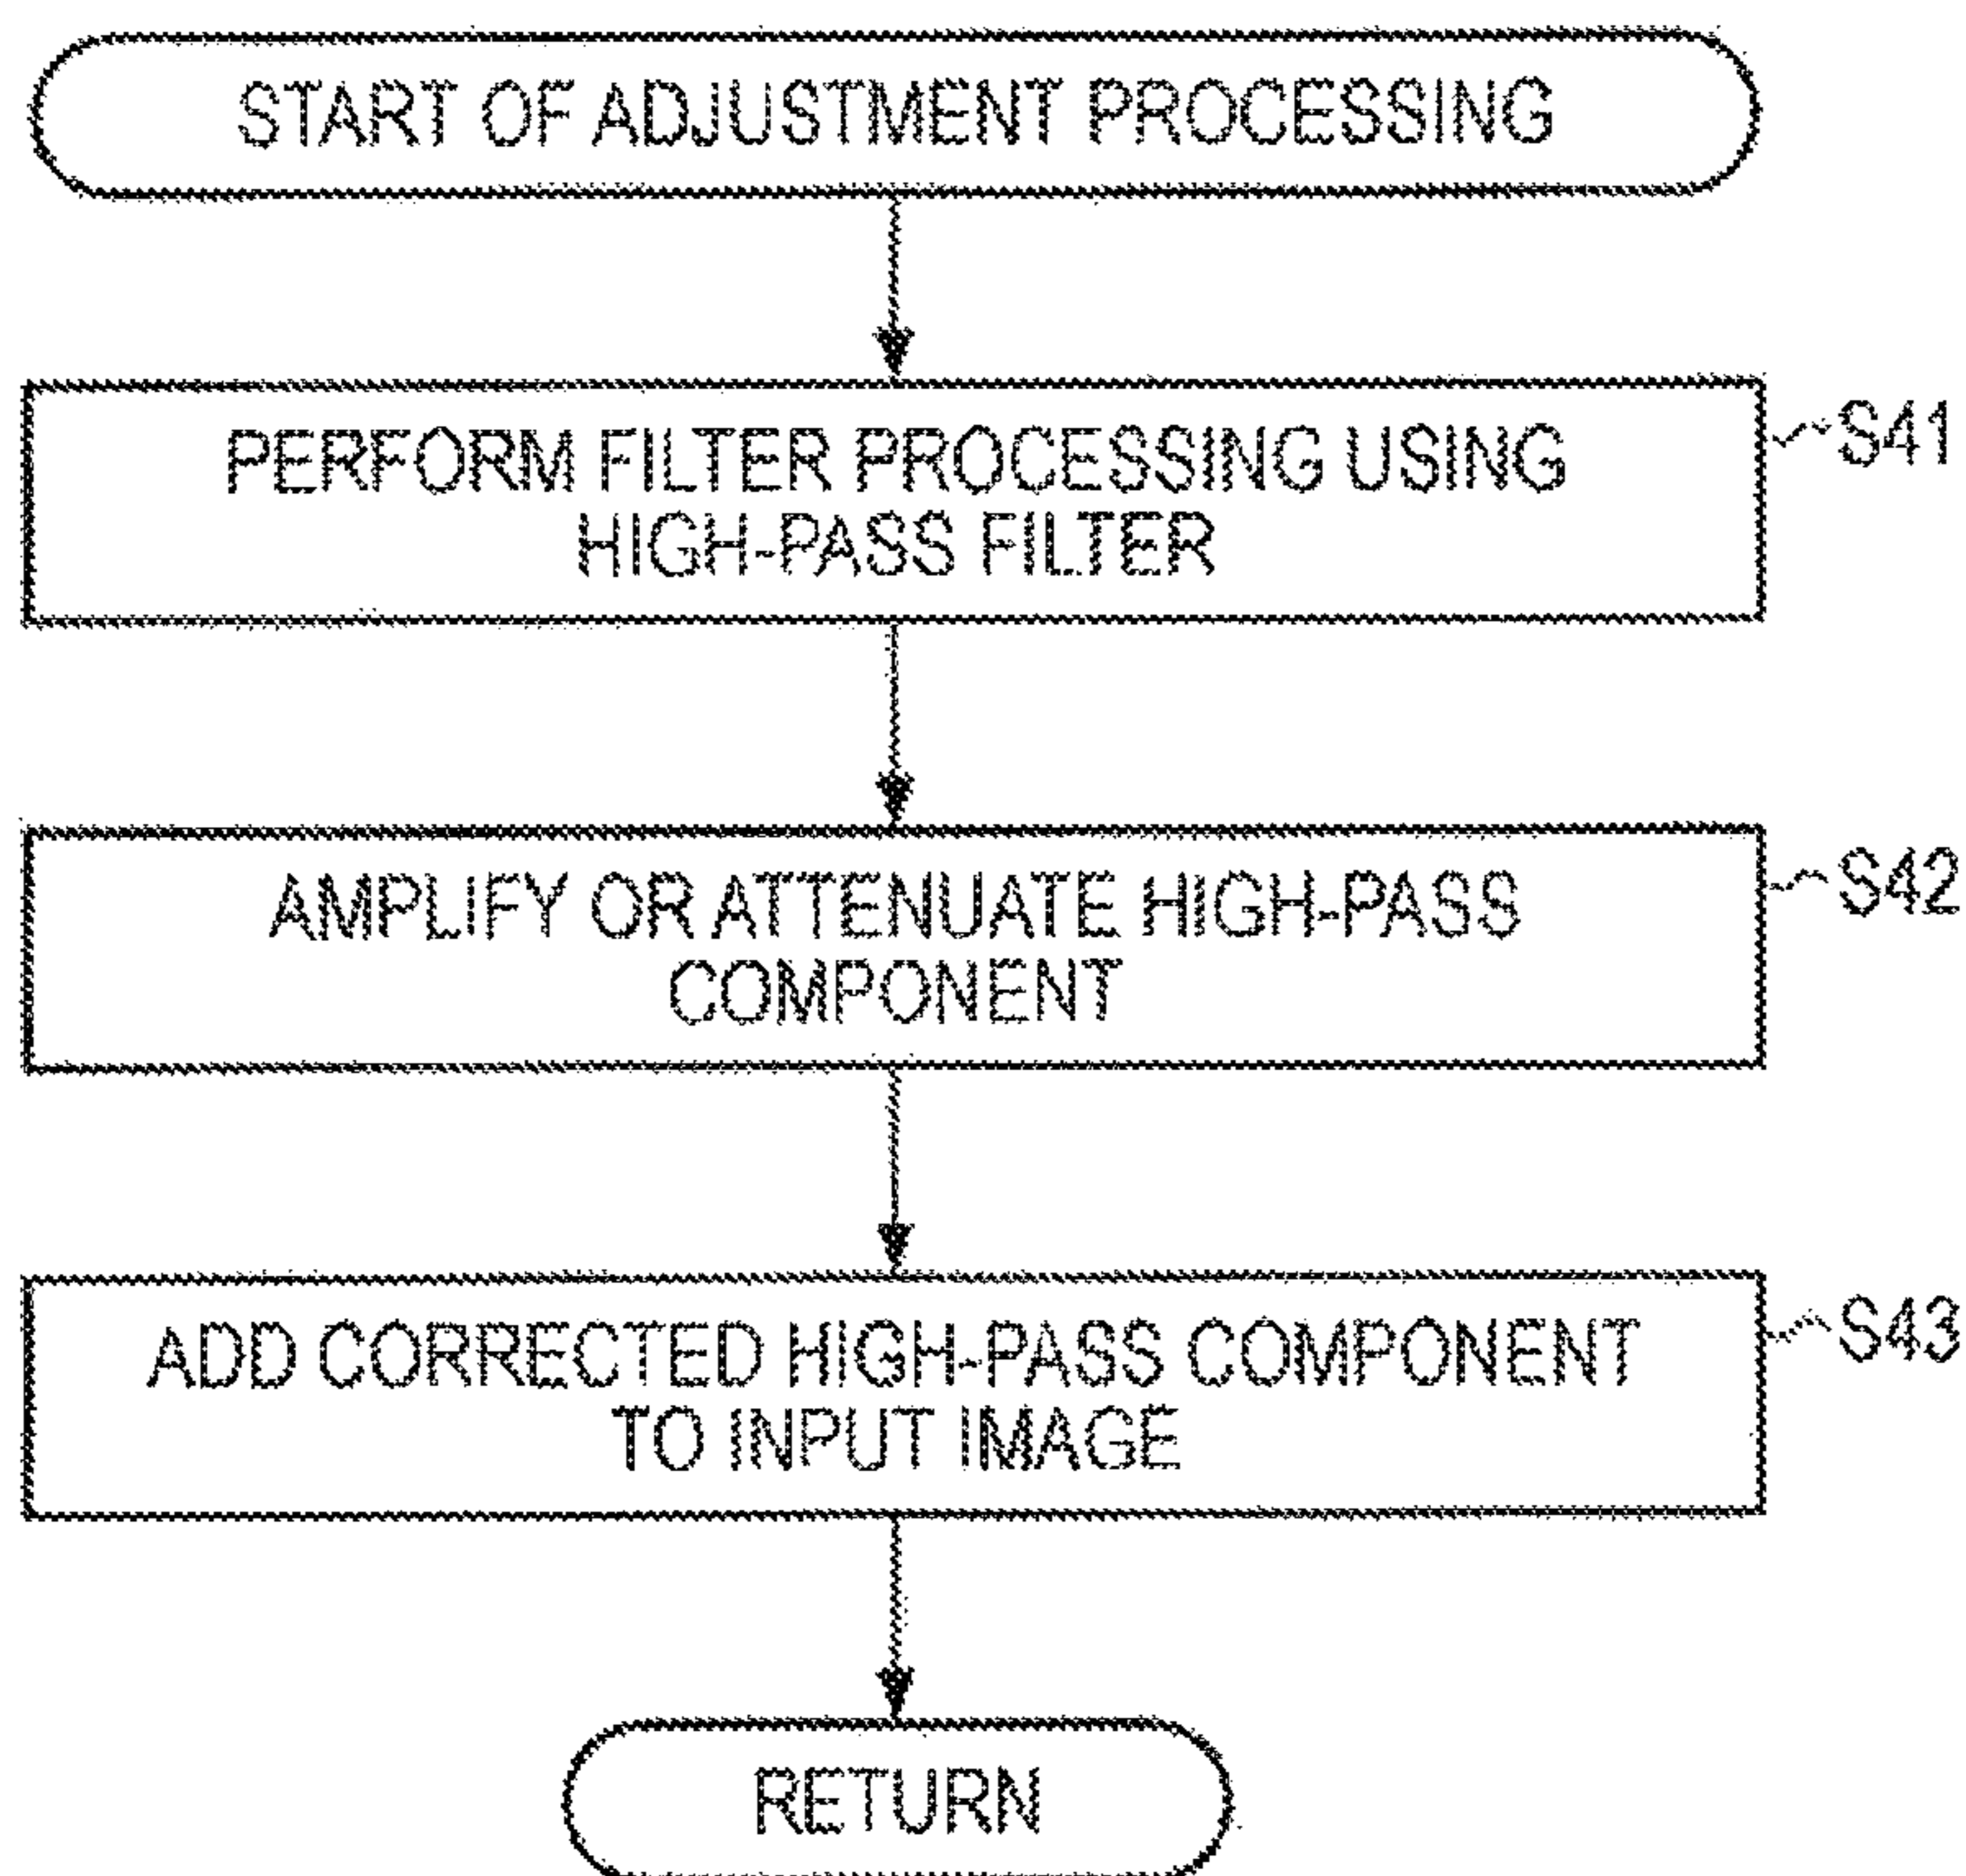 START OF ADJUSTMENT PROCESSING
PERFORM FILTER PROCESSING USING
HIGH-PASS FILTER
S41
AMPLIFY OR ATTENUATE HIGH-PASS
COMPONENT
S42
ADD CORRECTED HIGH-PASS COMPONENT
TO INPUT IMAGE
S43
RETURN